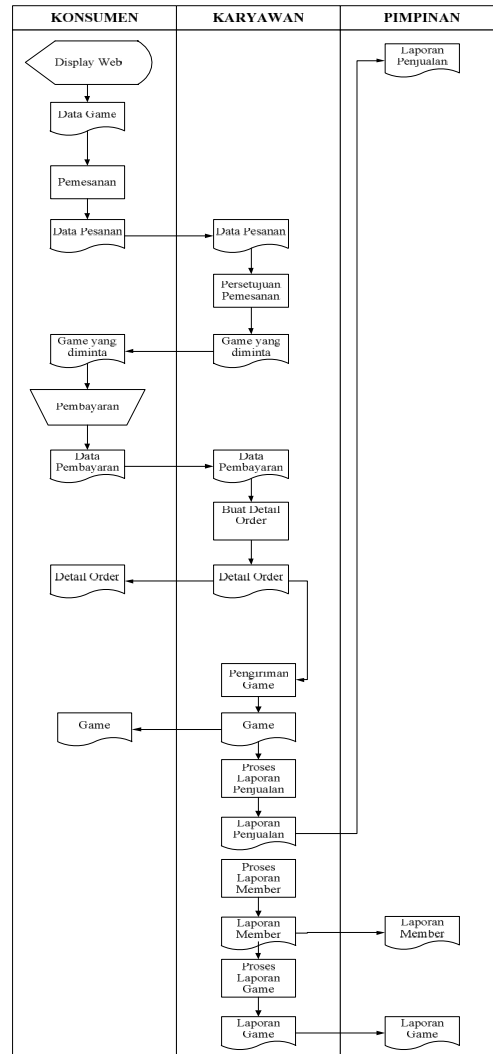 KONSUMEN
KARYAWAN
PIMPINAN
Display Web
Laporan
Penjualan
Data Game
Pemesanan
Data Pesanan
Data Pesanan
Persetujuan
Pemesanan
Game yang
diminta
Game yang
diminta
Pembayaran
Data
Pembayaran
Data
Pembayaran
Buat Detail
Order
Detail Order
Detail Order
Pengiriman
Game
Game
Game
Proses
Laporan
Penjualan
Laporan
Penjualan
Proses
Laporan
Member
Laporan
Member
Laporan
Member
Proses
Laporan
Game
Laporan
Game
Laporan
Game